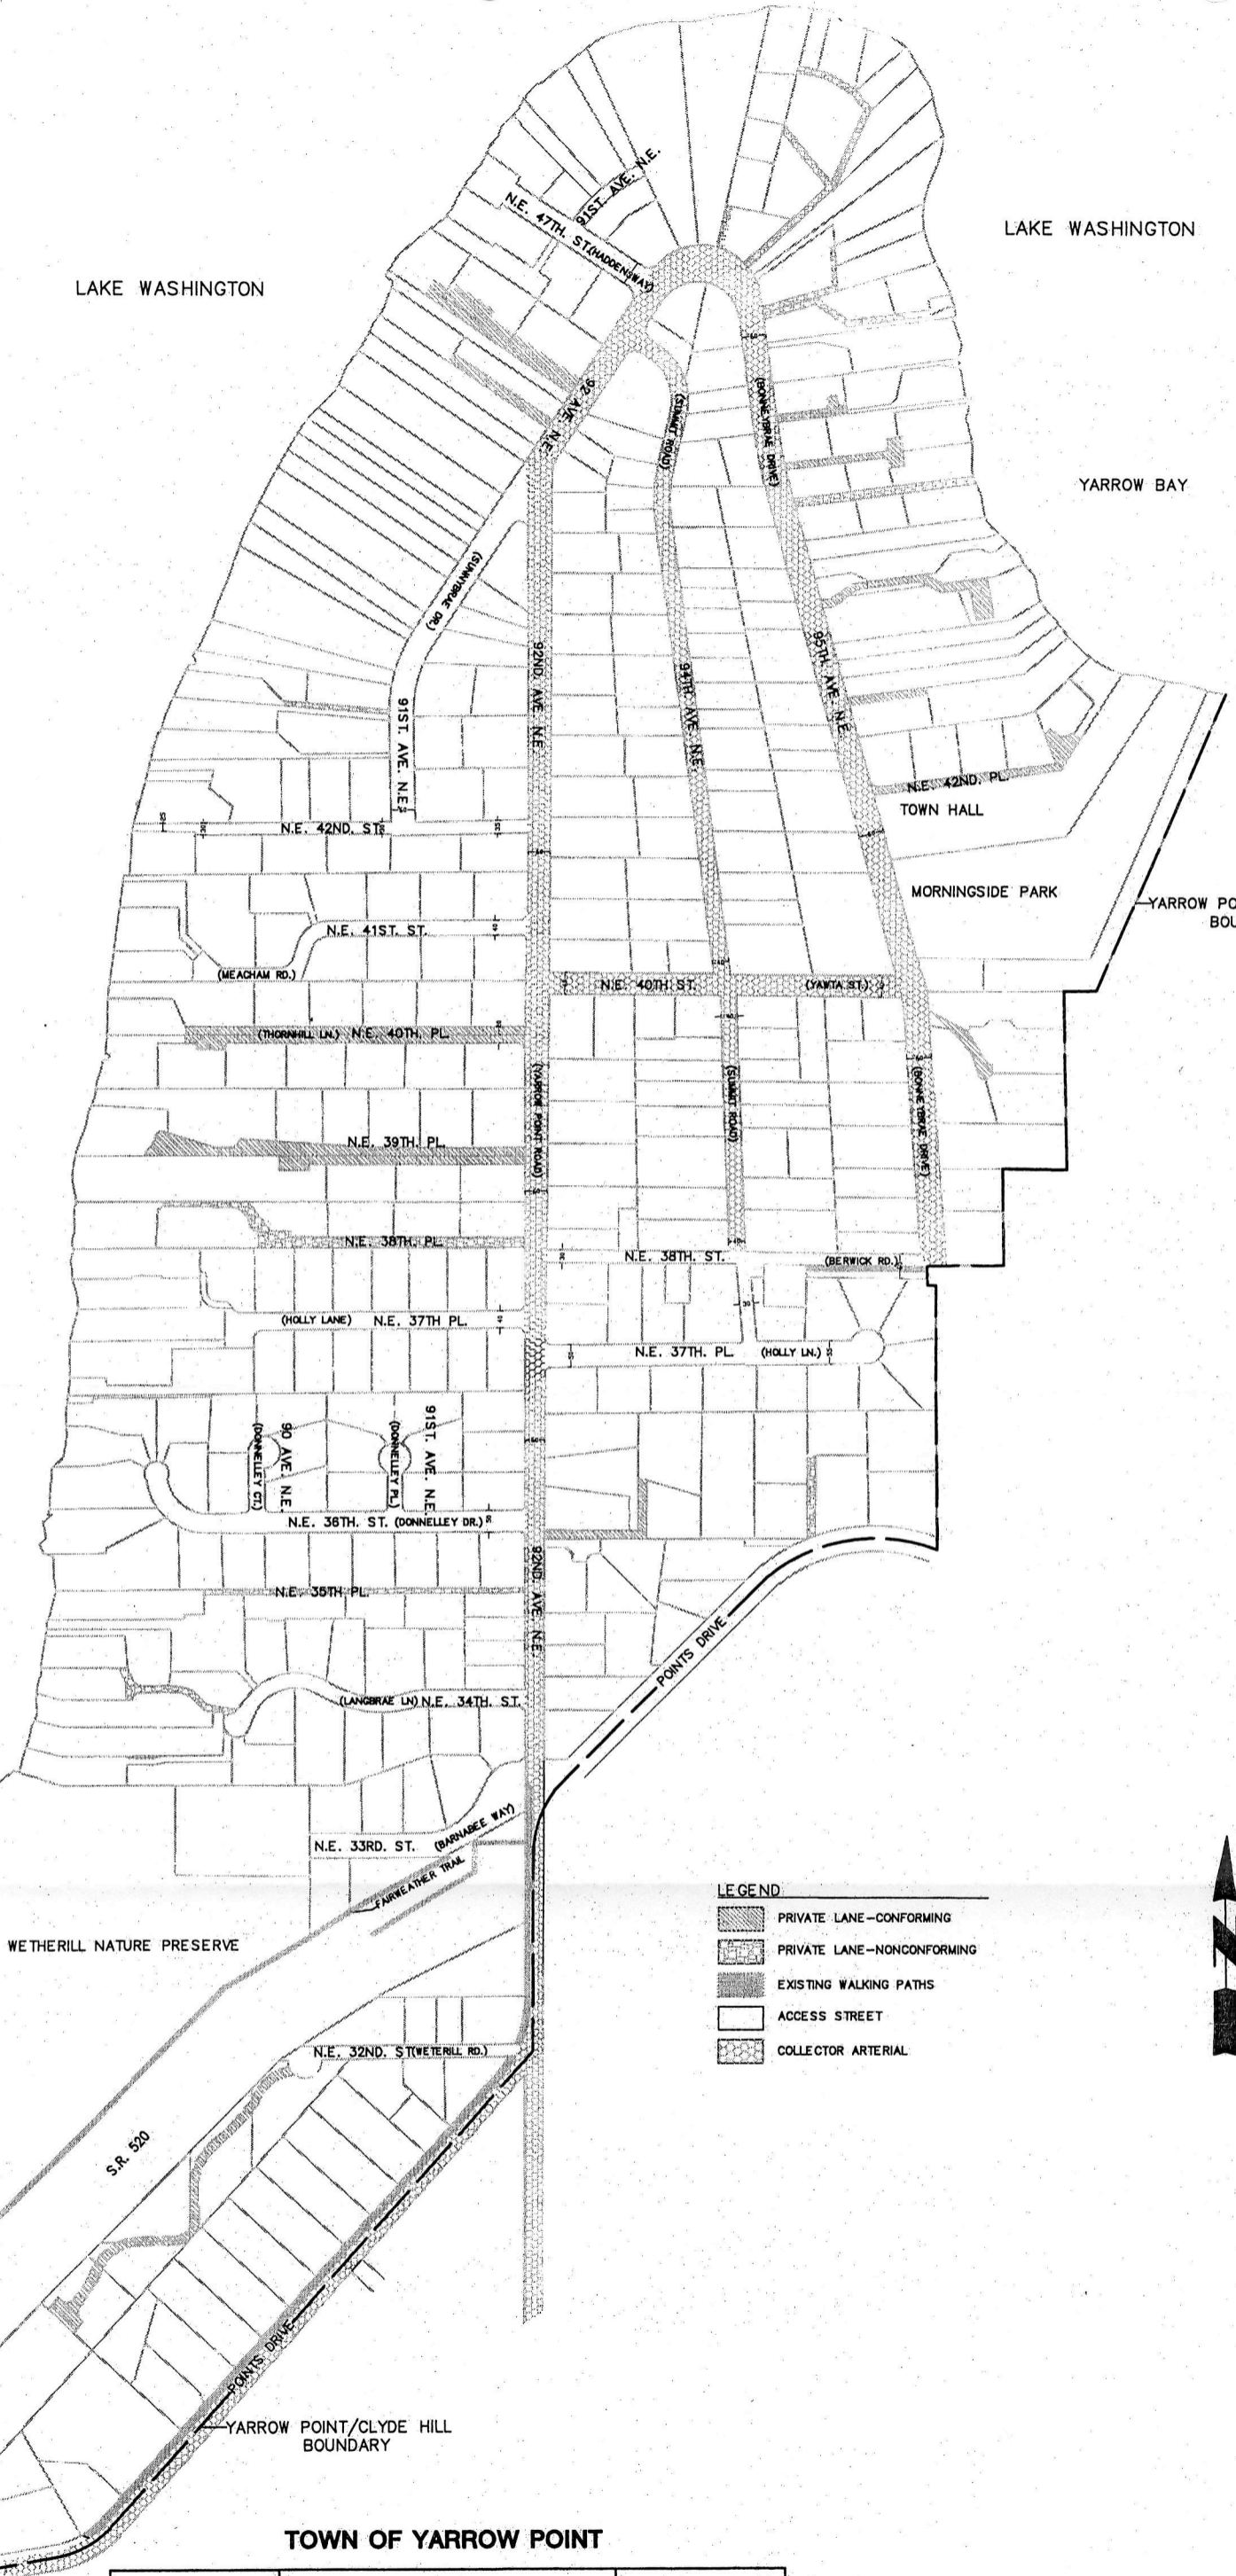 LAKE WASHINGTON
LAKE WASHINGTON
91ST. AVE. N.E.
N.E. 47TH. ST.(HADDENSWAY)
92 AVE. N.E.
(SUMMIT ROAD)
(BONNEYBRAE DRIVE)
YARROW BAY
(SUNNYBRAE DR.)
92ND. AVE. N.E.
94TH. AVE. N.E.
95TH. AVE. N.E.
91ST. AVE. N.E.
N.E. 42ND. PL.
TOWN HALL
N.E. 42ND. ST.
MORNINGSIDE PARK
YARROW PO
BOU
N.E. 41ST. ST.
(MEACHAM RD.)
N.E. 40TH ST.
(YAWTA ST.)
(THORNHILL LN.) N.E. 40TH. PL.
(YARROW POINT ROAD)
(SUMMIT ROAD)
(BONNEYBRAE DRIVE)
N.E. 39TH. PL.
N.E. 38TH. PL.
N.E. 38TH. ST.
(BERWICK RD.)
30
(HOLLY LANE) N.E. 37TH PL.
N.E. 37TH. PL. (HOLLY LN.)
90 AVE. N.E.
(DONNELLEY CT.)
91ST. AVE. N.E.
(DONNELLEY PL.)
N.E. 36TH. ST. (DONNELLEY DR.)
92ND. AVE. N.E.
N.E. 35TH PL.
POINTS DRIVE
(LANGBRAE LN) N.E. 34TH. ST.
N.E. 33RD. ST. (BARNABEE WAY)
FAIRWEATHER TRAIL
WETHERILL NATURE PRESERVE
LEGEND
PRIVATE LANE-CONFORMING
PRIVATE LANE-NONCONFORMING
EXISTING WALKING PATHS
ACCESS STREET
COLLECTOR ARTERIAL
N
N.E. 32ND. ST(WETERILL RD.)
S.R. 520
POINTS DRIVE
YARROW POINT/CLYDE HILL
BOUNDARY
TOWN OF YARROW POINT